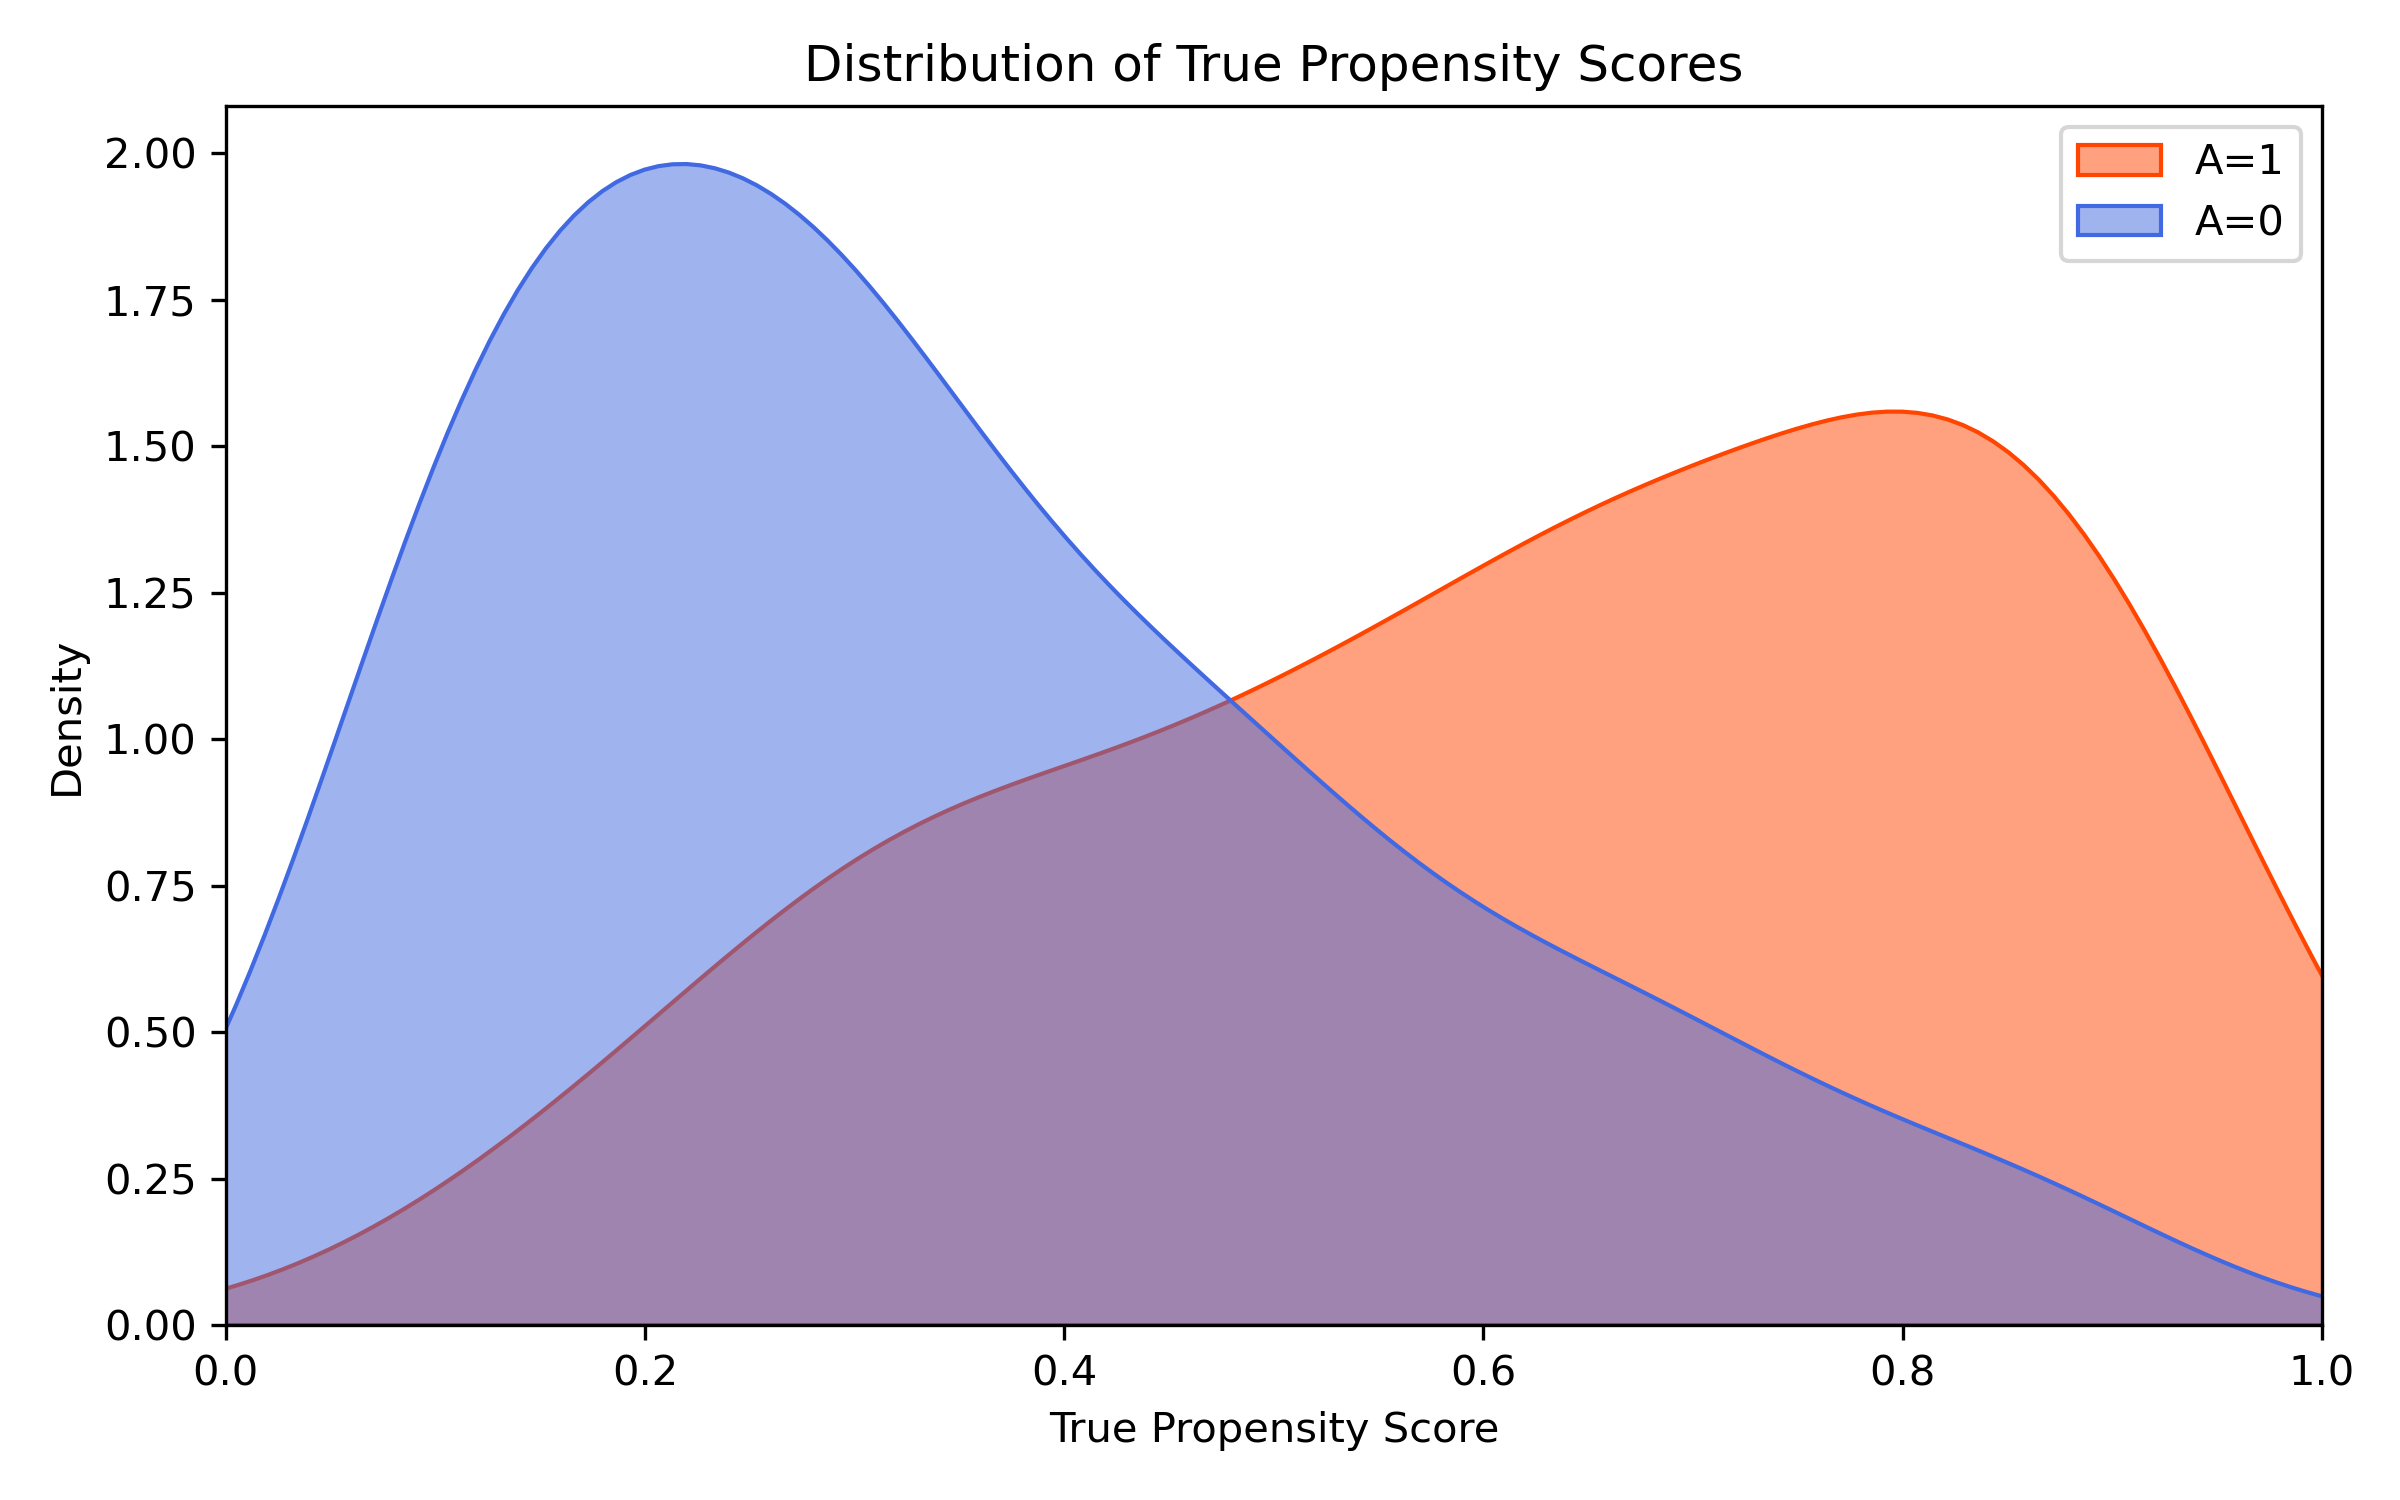 Distribution of True Propensity Scores
A=1
A=0
2.00
1.75
1.50
1.25
1.00
0.75
0.50
0.25
0.00
Density
0.0 0.2 0.4 0.6 0.8 1.0
True Propensity Score